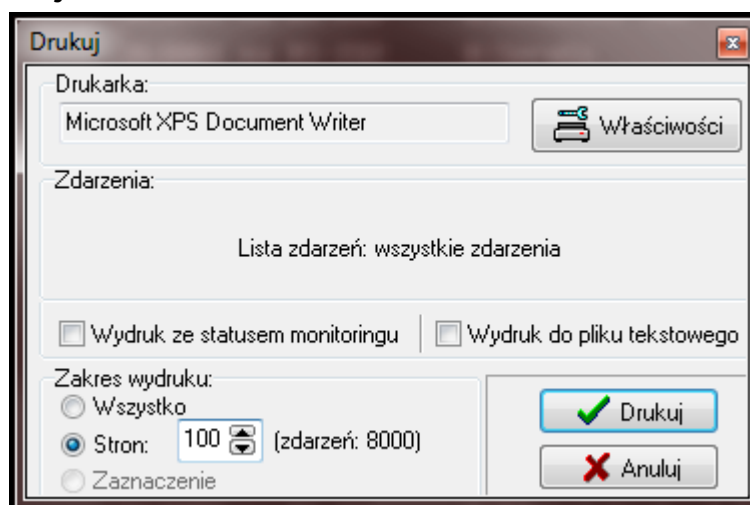 Drukuj
Drukarka:
Microsoft XPS Document Writer
Właściwości
Zdarzenia:
Lista zdarzeń: wszystkie zdarzenia
Wydruk ze statusem monitoringu
Wydruk do pliku tekstowego
Zakres wydruku:
Wszystko
Stron: 100 (zdarzeń: 8000)
Zaznaczenie
Drukuj
Anuluj